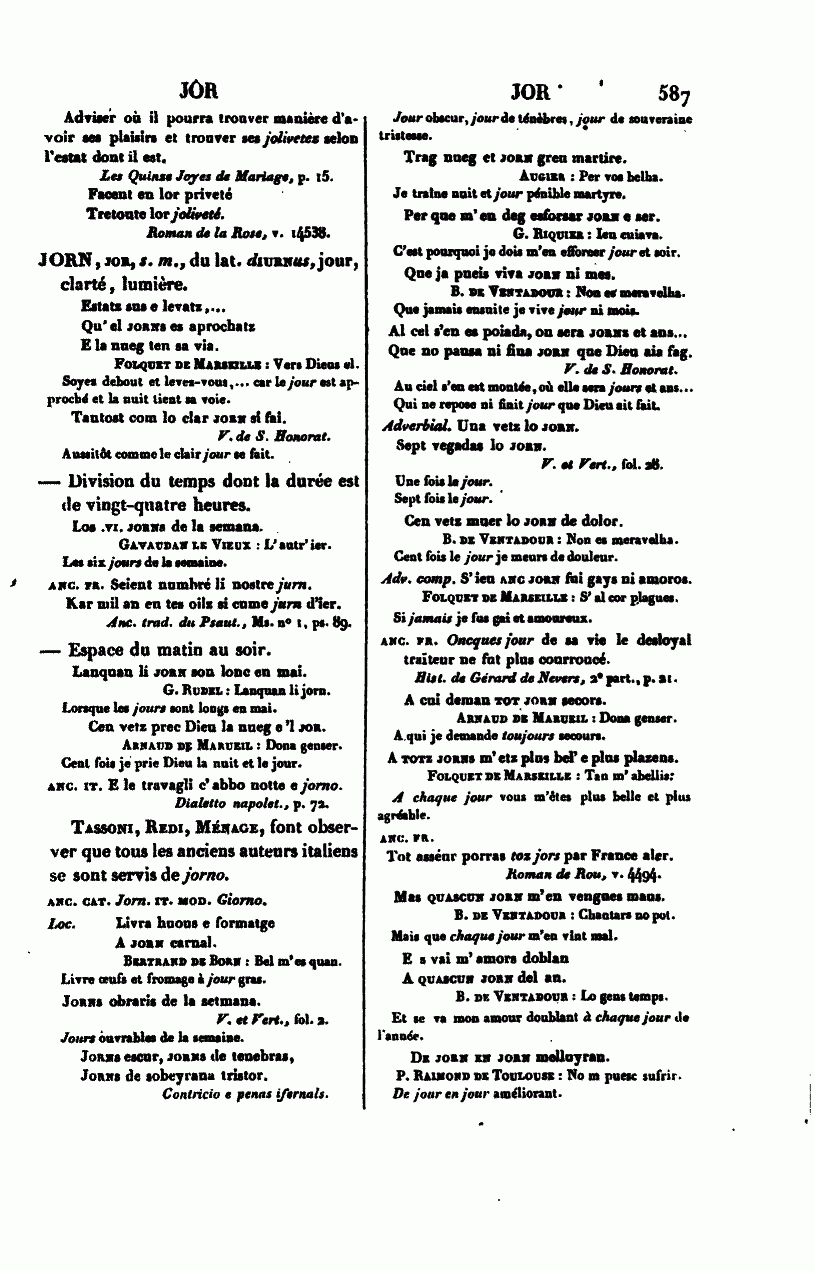 JOR
JOR
587
Adviser où il pourra trouver manière d'a-
voir ses plaisirs et trouver ses jolivetez selon
l'estat dont il est.
Les Quinse Joyes de Mariage, p. 15.
Facent en lor priveté
Tretoute lor joliveté.
Roman de la Rose, v. 14538.
JORN, JOR, s. m., du lat. DIURNUS, jour,
clarté, lumière.
Estatz sus e levatz,...
Qu' el JORNS es aprochatz
E la nueg ten sa via.
FOLQUET DE MARSEILLE : Vers Dieus el.
Soyez debout et levez-vous,... car le jour est ap-
proché et la nuit tient sa voie.
Tantost com lo clar JORN si fai.
V. de S. Honorat.
Aussitôt comme le clair jour se fait.
— Division du temps dont la durée est
de vingt-quatre heures.
Los .VI. JORNS de la semana.
GAVAUDAN LE VIEUX : L'autr' ier.
Les six jours de la semaine.
ANC. FR. Seient numbré li nostre jurn.
Kar mil an en tes oilz si cume jurn d'ier.
Anc. trad. du Psaut., Ms. n° 1, ps. 89.
— Espace du matin au soir.
Lanquan li JORN son lonc en mai.
G. RUDEL : Lanquan li jorn.
Lorsque les jours sont longs en mai.
Cen vetz prec Dieu la nueg e 'l JOR.
ARNAUD DE MARUEIL : Dona genser.
Cent fois je prie Dieu la nuit et le jour.
ANC. IT. E le travagli c' abbo notte e jorno.
Dialetto napolet., p. 72.
TASSONI, REDI, MÉNAGE, font obser-
ver que tous les anciens auteurs italiens
se sont servis de jorno.
ANC. CAT. Jorn. IT. MOD. Giorno.
Loc. Livra huous e formatge
A JORN carnal.
BERTRAND DE BORN : Bel m'es quan.
Livre œufs et fromage à jour gras.
JORNS obraris de la setmana.
V. et Vert., fol. 2.
Jours ouvrables de la semaine.
JORNS escur, JORNS de tenebras,
JORNS de sobeyrana tristor.
Contricio e penas ifernals.
Jour obscur, jour de ténèbres, jour de souveraine
tristesse.
Trag nueg et JORN greu martire.
AUGIER : Per vos belha.
Je traîne nuit et jour pénible martyre.
Per que m' en deg esforsar JORN e ser.
G. RIQUIER : Ieu cuiava.
C'est pourquoi je dois m'en efforcer jour et soir.
Que ja pueis viva JORN ni mes.
B. DE VENTADOUR : Non es meravelha.
Que jamais ensuite je vive jour ni mois.
Al cel s'en es poiada, on sera JORNS et ans...
Que no pausa ni fina JORN que Dieu aia fag.
V. de S. Honorat.
Au ciel s'en est montée, où elle sera jours et ans...
Qui ne repose ni finit jour que Dieu ait fait.
Adverbial. Una vetz lo JORN.
Sept vegadas lo JORN.
V. et Vert., fol. 28.
Une fois le jour.
Sept fois le jour.
Cen vetz muer lo JORN de dolor.
B. DE VENTADOUR : Non es meravelha.
Cent fois le jour je meurs de douleur.
Adv. comp. S' ieu ANC JORN fui gays ni amoros.
FOLQUET DE MARSEILLE : S' al cor plagues.
Si jamais je fus gai et amoureux.
ANC. FR. Oncques jour de sa vie le desloyal
traïteur ne fut plus courroucé.
Hist. de Gérard de Nevers, 2e part., p. 21.
A cui deman TOT JORN secors.
ARNAUD DE MARUEIL : Dona genser.
A qui je demande toujours secours.
A TOTZ JORNS m' etz plus bel' e plus plazens.
FOLQUET DE MARSEILLE : Tan m' abellis:
A chaque jour vous m'êtes plus belle et plus
agréable.
ANC. FR.
Tot asséur porras toz jors par France aler.
Roman de Rou, v. 4494.
Mas QUASCUN JORN m'en vengues maus.
B. DE VENTADOUR : Chantars no pot.
Mais que chaque jour m'en vint mal.
E s vai m' amors doblan
A QUASCUN JORN del an.
B. DE VENTADOUR : Lo gens temps.
Et se va mon amour doublant à chaque jour de
l'année.
DE JORN EN JORN melluyran.
P. RAIMOND DE TOULOUSE : No m puesc sufrir.
De jour en jour améliorant.